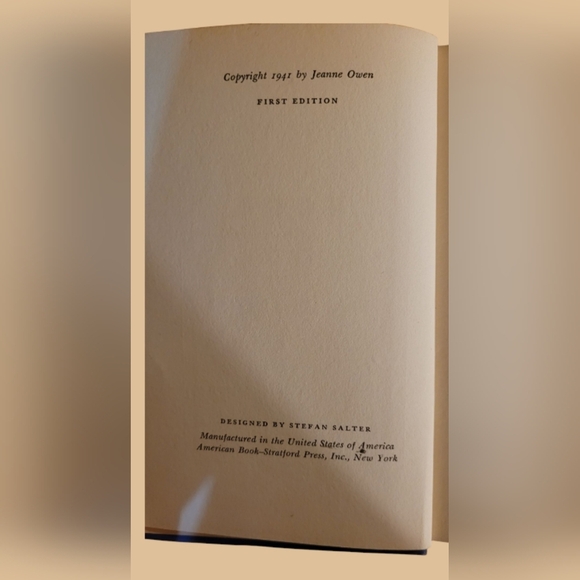 Copyright 1941 by Jeanne Owen
FIRST EDITION
DESIGNED BY STEFAN SALTER
Manufactured in the United States of America
American Book–Stratford Press, Inc., New York